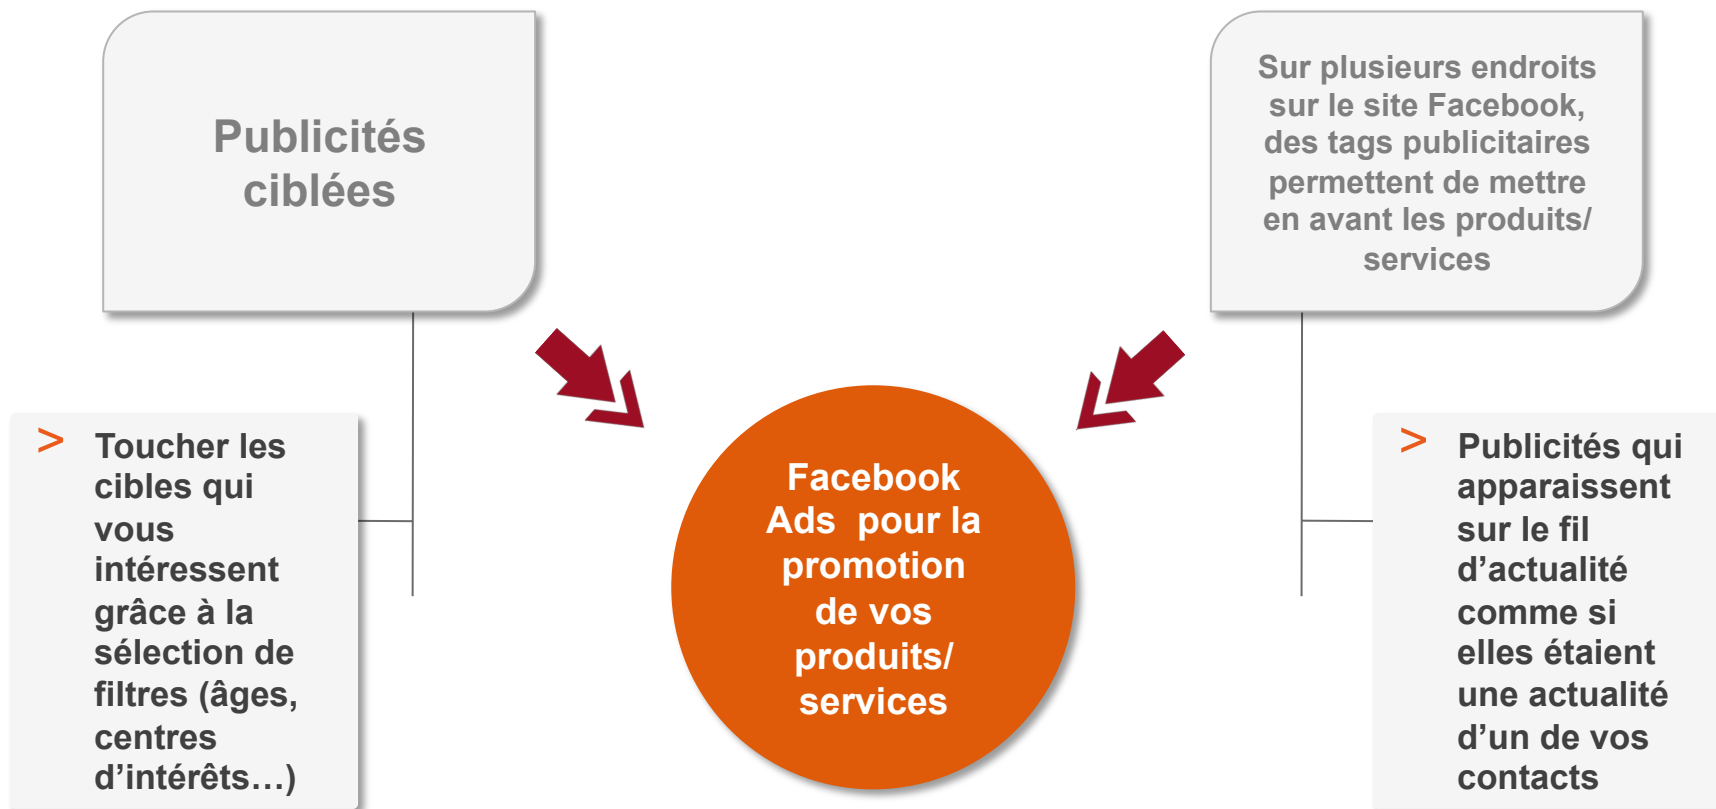 Publicités
ciblées
Sur plusieurs endroits
sur le site Facebook,
des tags publicitaires
permettent de mettre
en avant les produits/
services
> Toucher les
cibles qui
vous
intéressent
grâce à la
sélection de
filtres (âges,
centres
d’intérêts…)
Facebook
Ads  pour la
promotion
de vos
produits/
services
> Publicités qui
apparaissent
sur le fil
d’actualité
comme si
elles étaient
une actualité
d’un de vos
contacts